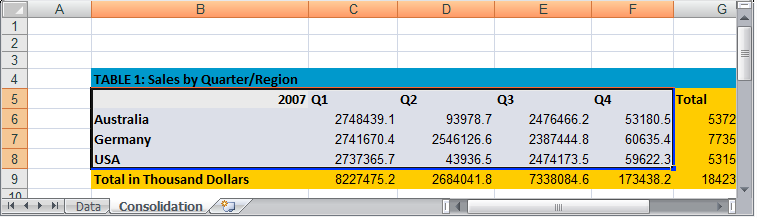 A B C D E F G
1
2
3
4 TABLE 1: Sales by Quarter/Region
5 2007 Q1 Q2 Q3 Q4 Total
6 Australia 2748439.1 93978.7 2476466.2 53180.5 5372
7 Germany 2741670.4 2546126.6 2387444.8 60635.4 7735
8 USA 2737365.7 43936.5 2474173.5 59622.3 5315
9 Total in Thousand Dollars 8227475.2 2684041.8 7338084.6 173438.2 18423
10
Data Consolidation